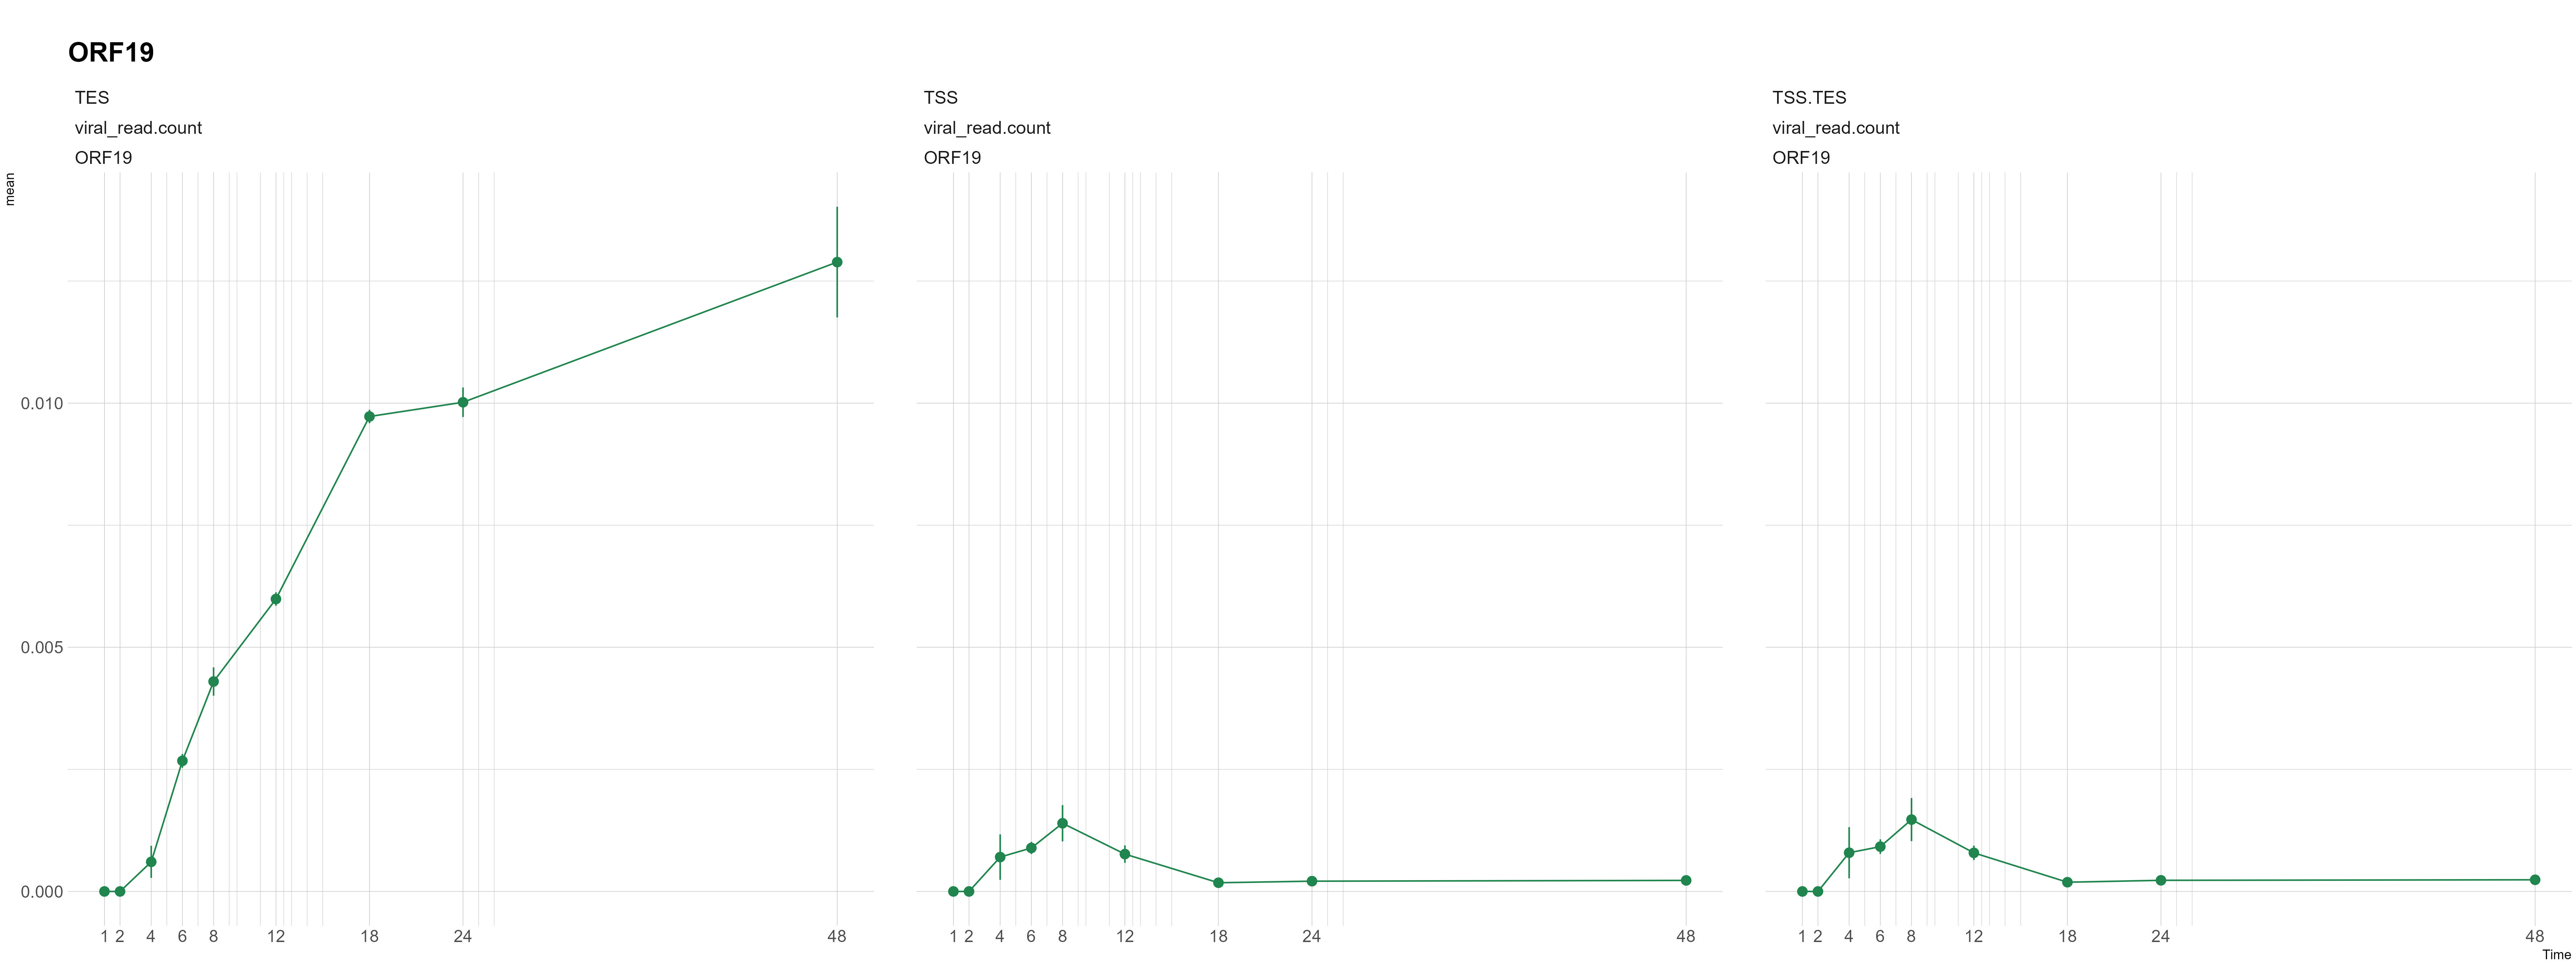 ORF19
TES
viral_read.count
ORF19
TSS
viral_read.count
ORF19
TSS.TES
viral_read.count
ORF19
mean
0.010
0.005
0.000
1 2 4 6 8 12 18 24 48
1 2 4 6 8 12 18 24 48
1 2 4 6 8 12 18 24 48
Time